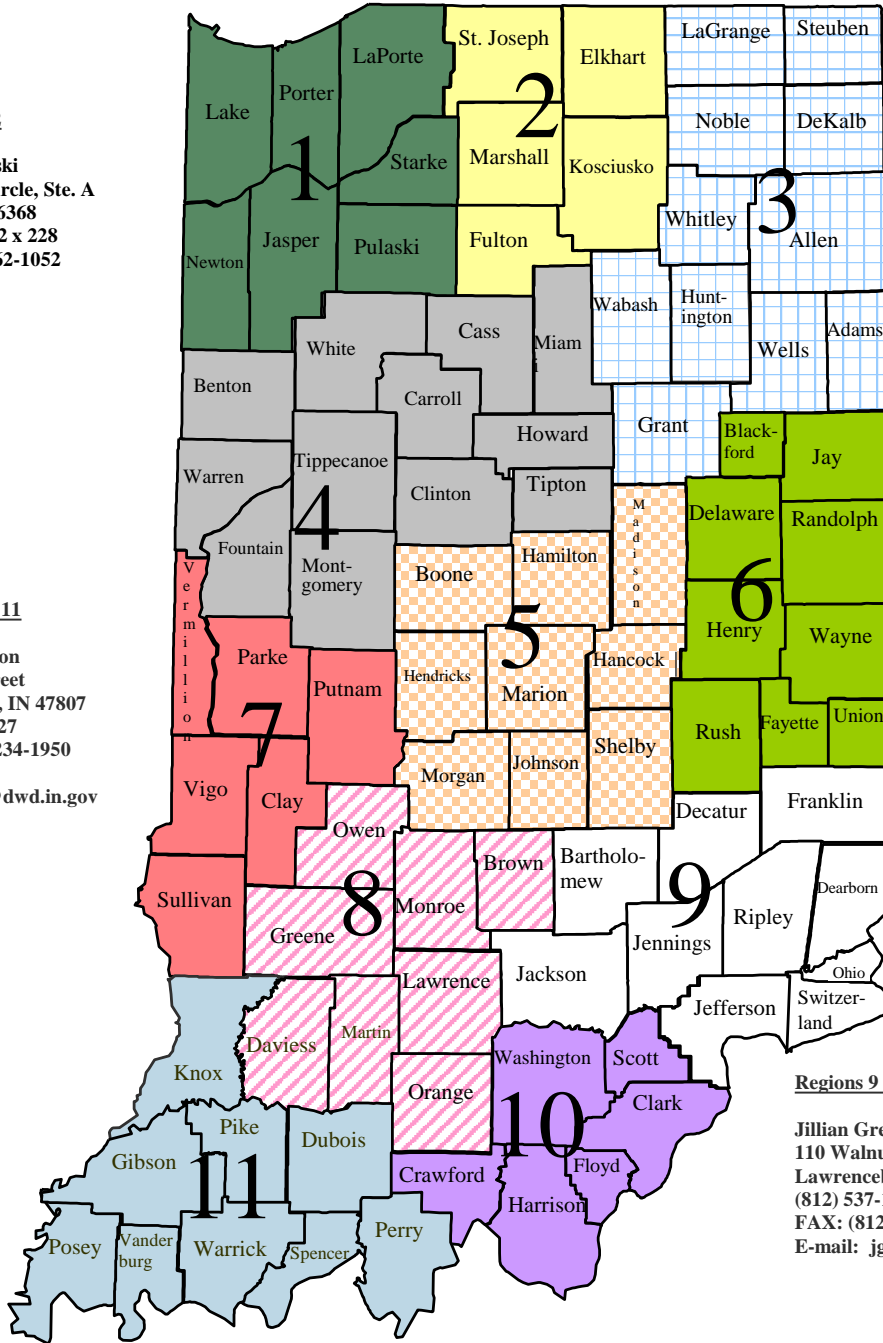 St. Joseph
LaGrange
Steuben
LaPorte
Elkhart
Porter
Lake
2
Noble
DeKalb
1
Starke
Marshall
Kosciusko
ski
rcle, Ste. A
6368
2 x 228
62-1052
3
Whitley
Allen
Newton
Jasper
Pulaski
Fulton
Wabash
Hunt-
ington
White
Cass
Miam
i
Wells
Adams
Benton
Carroll
Grant
Howard
Black-
ford
Jay
Warren
Tippecanoe
Clinton
Tipton
4
Madison
Delaware
Randolph
Fountain
Mont-
gomery
Boone
Hamilton
6
Vermillion
11
on
eet
, IN 47807
27
234-1950
dwd.in.gov
Parke
Putnam
Hendricks
5
Marion
Hancock
Henry
Wayne
7
Rush
Fayette
Union
Vigo
Clay
Morgan
Johnson
Shelby
Owen
Decatur
Franklin
Brown
Bartholo-
mew
Sullivan
8
Monroe
9
Dearborn
Greene
Ripley
Jennings
Lawrence
Jackson
Ohio
Jefferson
Switzer-
land
Daviess
Martin
Knox
Washington
Scott
Orange
Clark
10
Pike
Dubois
Gibson
Crawford
Floyd
11
Harrison
Posey
Vander
burg
Warrick
Spencer
Perry
Regions 9
Jillian Gre
110 Walnu
Lawrencel
(812) 537-
FAX: (812
E-mail: jg